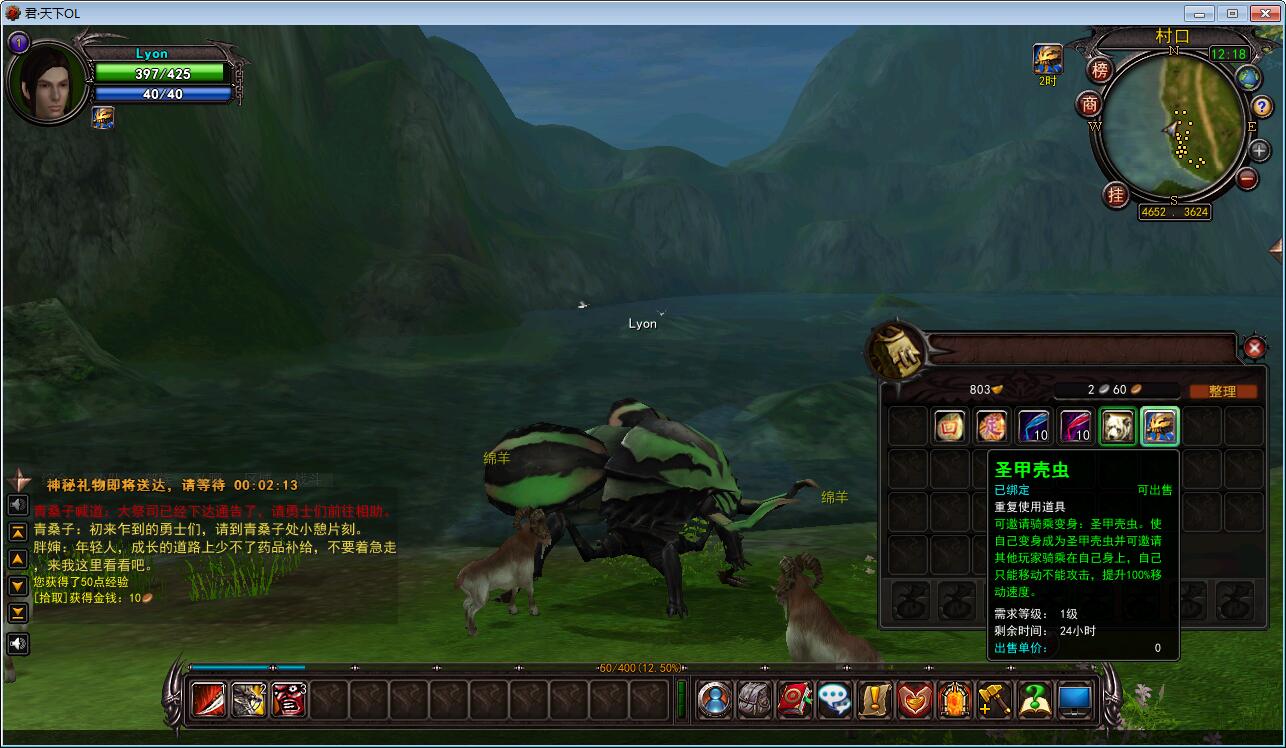 君·天下OL
1
Lyon
397/425
40/40
2时
村口
N
12:18
榜
商
W
E
?
挂
S
4652 . 3624
Lyon
绵羊
绵羊
803
2
60
整理
回
10
10
圣甲壳虫
已绑定
可出售
重复使用道具
可邀请骑乘变身：圣甲壳虫。使
自己变身成为圣甲壳虫并可邀请
其他玩家骑乘在自己身上，自己
只能移动不能攻击，提升100%移
动速度。
需求等级： 1级
剩余时间： 24小时
出售单价：
0
神秘礼物即将送达，请等待 00:02:13
青桑子喊道：大祭司已经下达通告了，请勇士们前往相助。
青桑子：初来乍到的勇士们，请到青桑子处小憩片刻。
胖婶：年轻人，成长的道路上少不了药品补给，不要着急走
，来我这里看看吧。
您获得了50点经验
[拾取]获得金钱：10
50/400(12.50%)
2
3